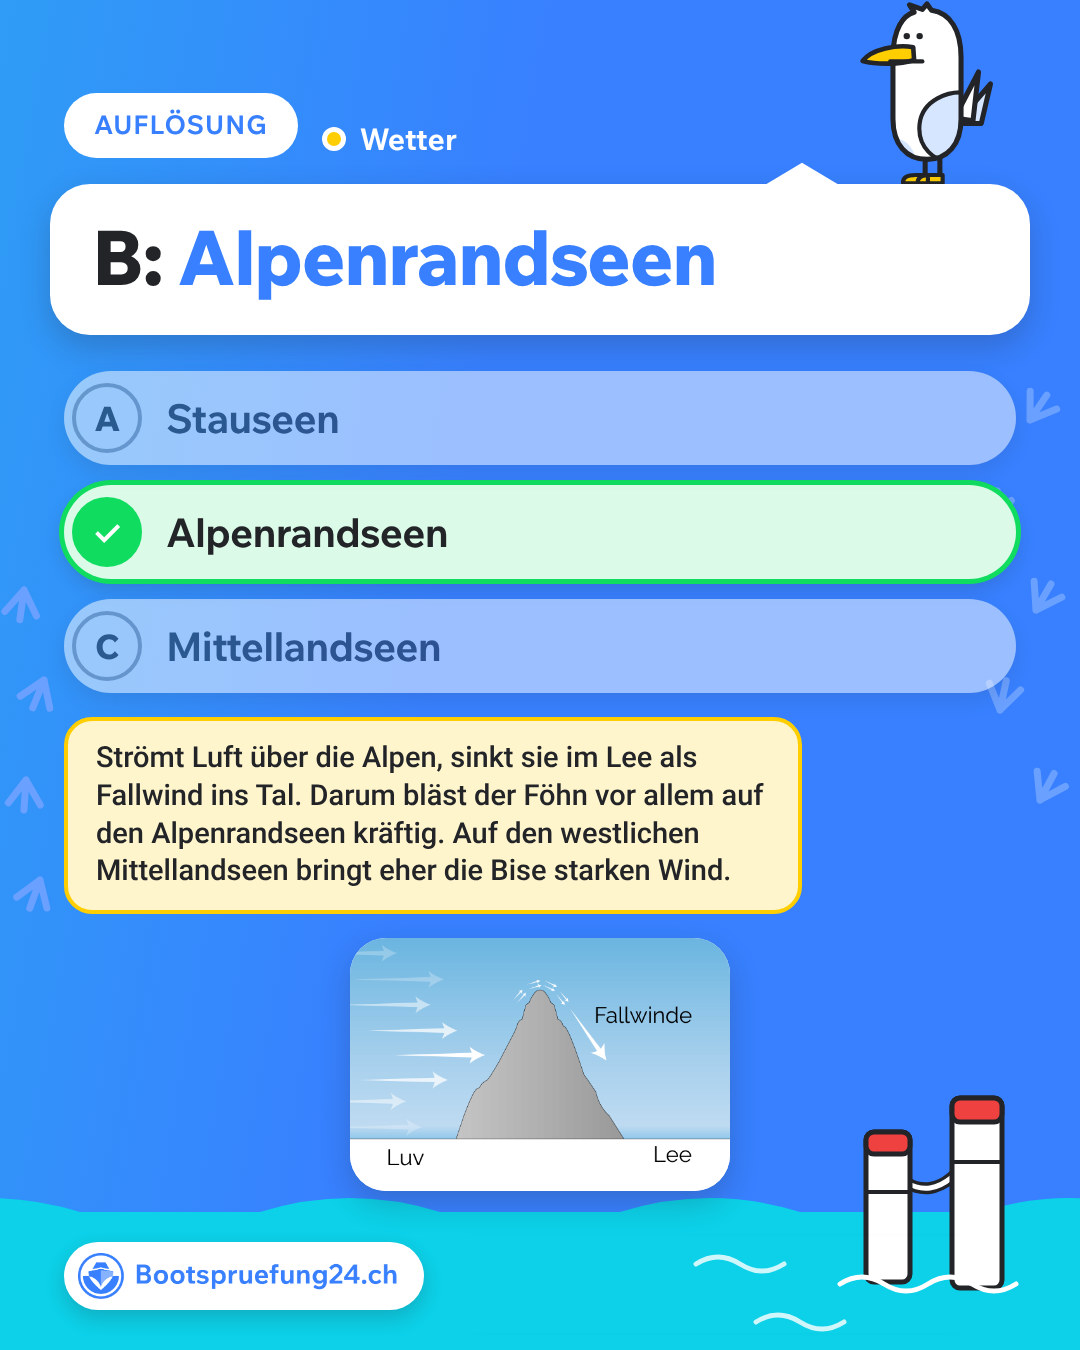 AUFLÖSUNG
Wetter
B: Alpenrandseen
A Stauseen
Alpenrandseen
C Mittellandseen
Strömt Luft über die Alpen, sinkt sie im Lee als
Fallwind ins Tal. Darum bläst der Föhn vor allem auf
den Alpenrandseen kräftig. Auf den westlichen
Mittellandseen bringt eher die Bise starken Wind.
Fallwinde
Luv
Lee
Bootspruefung24.ch